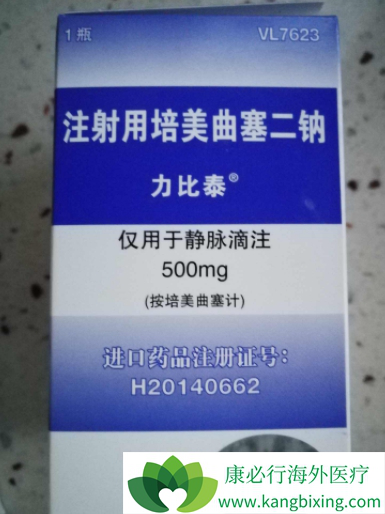 1瓶 VL7623
注射用培美曲塞二钠
力比泰®
仅用于静脉滴注
500mg
(按培美曲塞计)
进口药品注册证号:
H20140662
康必行海外医疗
www.kangbixing.com